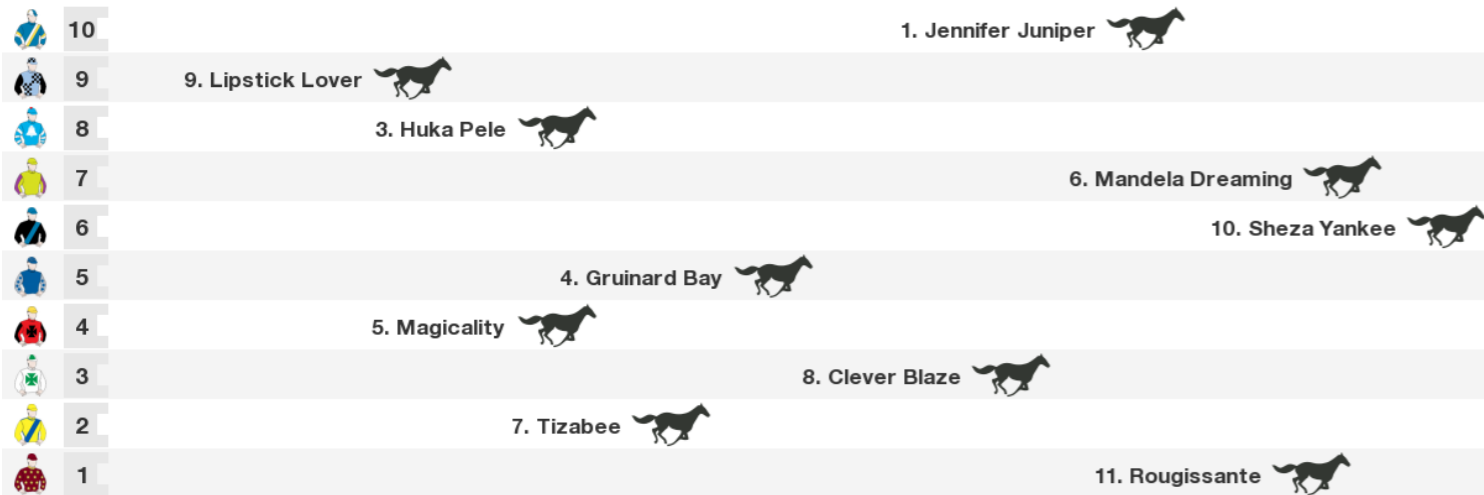 10 1. Jennifer Juniper
9 9. Lipstick Lover
8 3. Huka Pele
7 6. Mandela Dreaming
6 10. Sheza Yankee
5 4. Gruinard Bay
4 5. Magicality
3 8. Clever Blaze
2 7. Tizabee
1 11. Rougissante